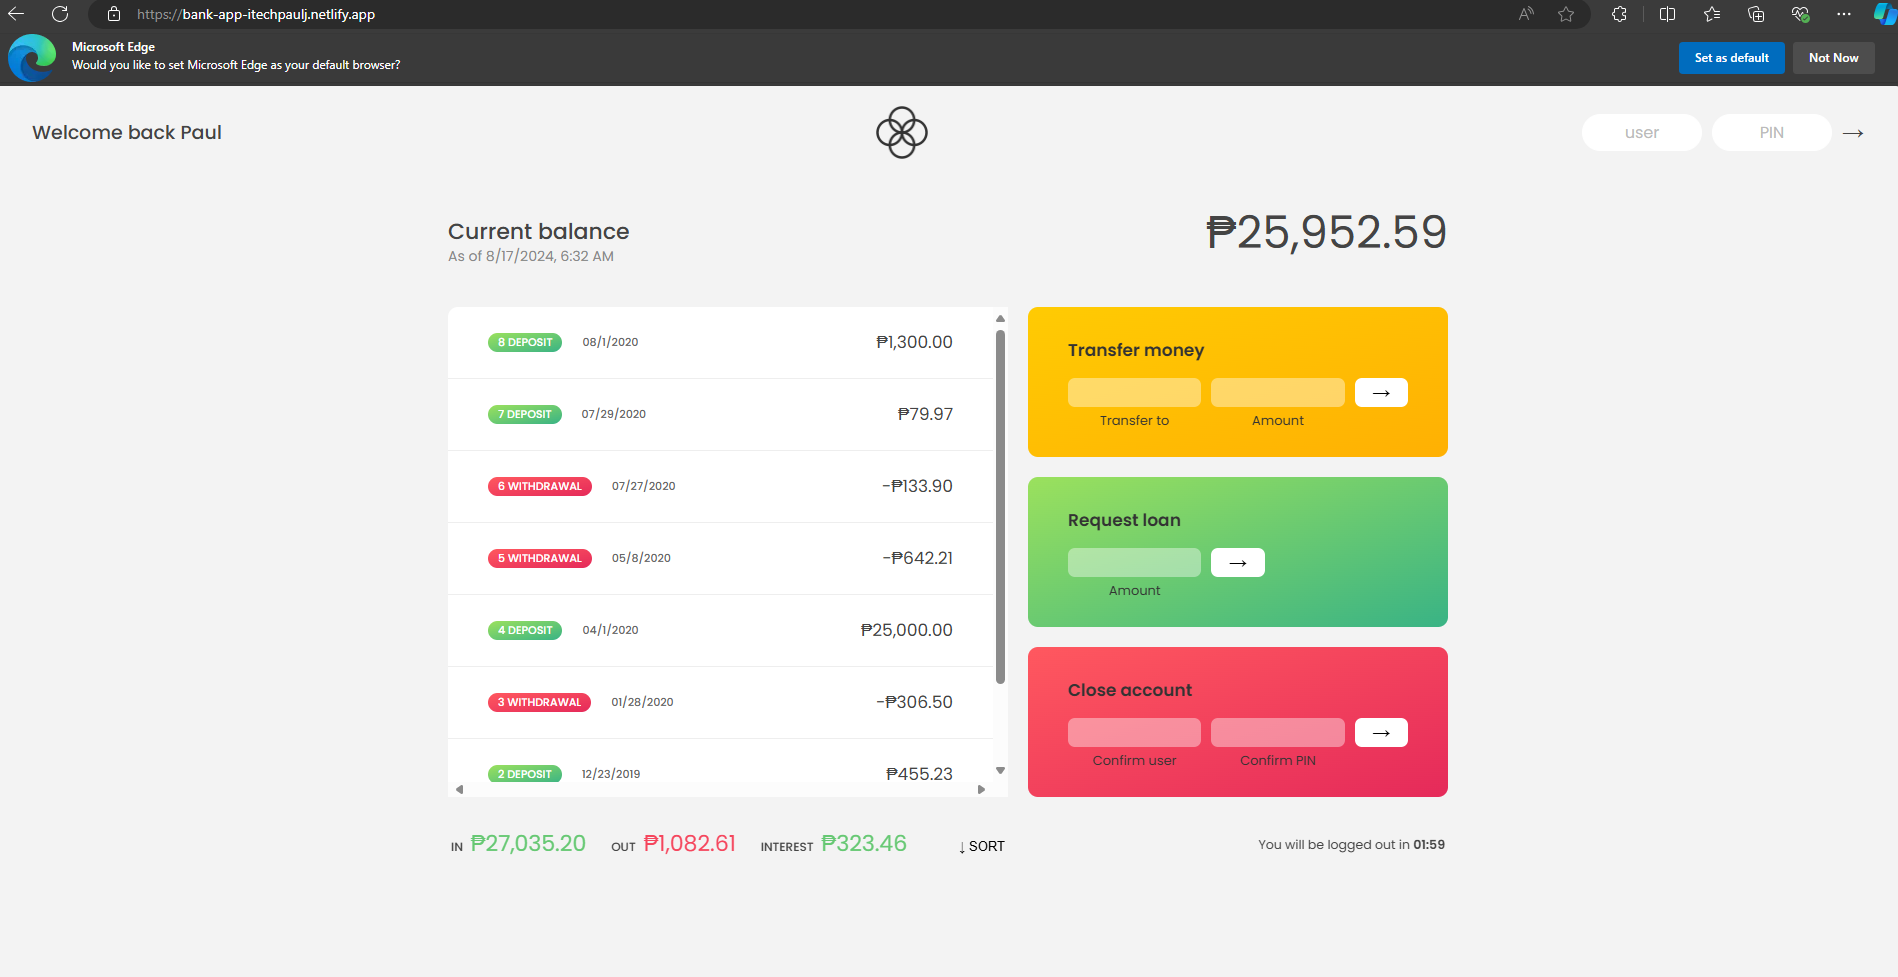 https://bank-app-itechpaulj.netlify.app
Microsoft Edge
Would you like to set Microsoft Edge as your default browser?
Set as default
Not Now
Welcome back Paul
user
PIN
→
Current balance
As of 8/17/2024, 6:32 AM
₱25,952.59
8 DEPOSIT 08/1/2020 ₱1,300.00
7 DEPOSIT 07/29/2020 ₱79.97
6 WITHDRAWAL 07/27/2020 -₱133.90
5 WITHDRAWAL 05/8/2020 -₱642.21
4 DEPOSIT 04/1/2020 ₱25,000.00
3 WITHDRAWAL 01/28/2020 -₱306.50
2 DEPOSIT 12/23/2019 ₱455.23
Transfer money
→
Transfer to Amount
Request loan
→
Amount
Close account
→
Confirm user Confirm PIN
IN ₱27,035.20 OUT ₱1,082.61 INTEREST ₱323.46 ↓ SORT
You will be logged out in 01:59